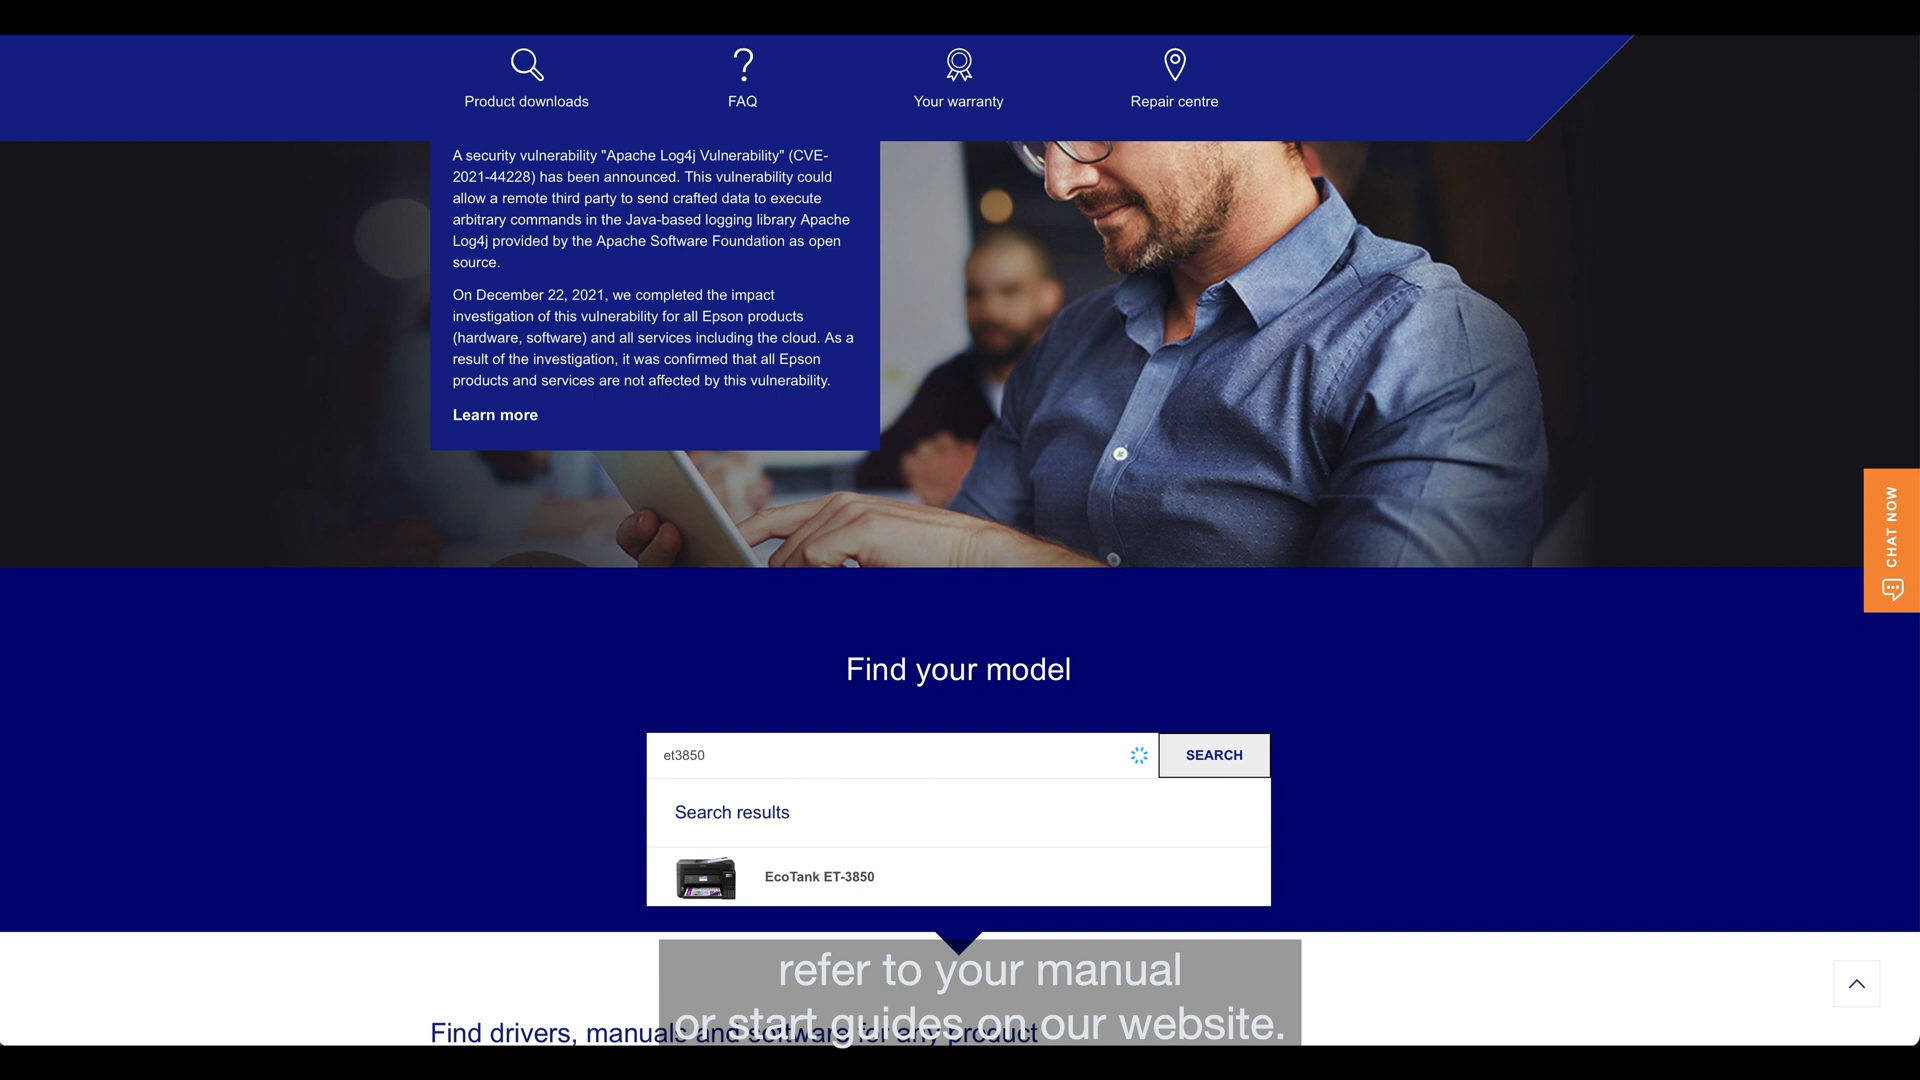 Product downloads
FAQ
Your warranty
Repair centre
A security vulnerability "Apache Log4j Vulnerability" (CVE-
2021-44228) has been announced. This vulnerability could
allow a remote third party to send crafted data to execute
arbitrary commands in the Java-based logging library Apache
Log4j provided by the Apache Software Foundation as open
source.
On December 22, 2021, we completed the impact
investigation of this vulnerability for all Epson products
(hardware, software) and all services including the cloud. As a
result of the investigation, it was confirmed that all Epson
products and services are not affected by this vulnerability.
Learn more
CHAT NOW
Find your model
et3850
SEARCH
Search results
EcoTank ET-3850
refer to your manual
or start guides on our website.
Find drivers, manuals and software for any product